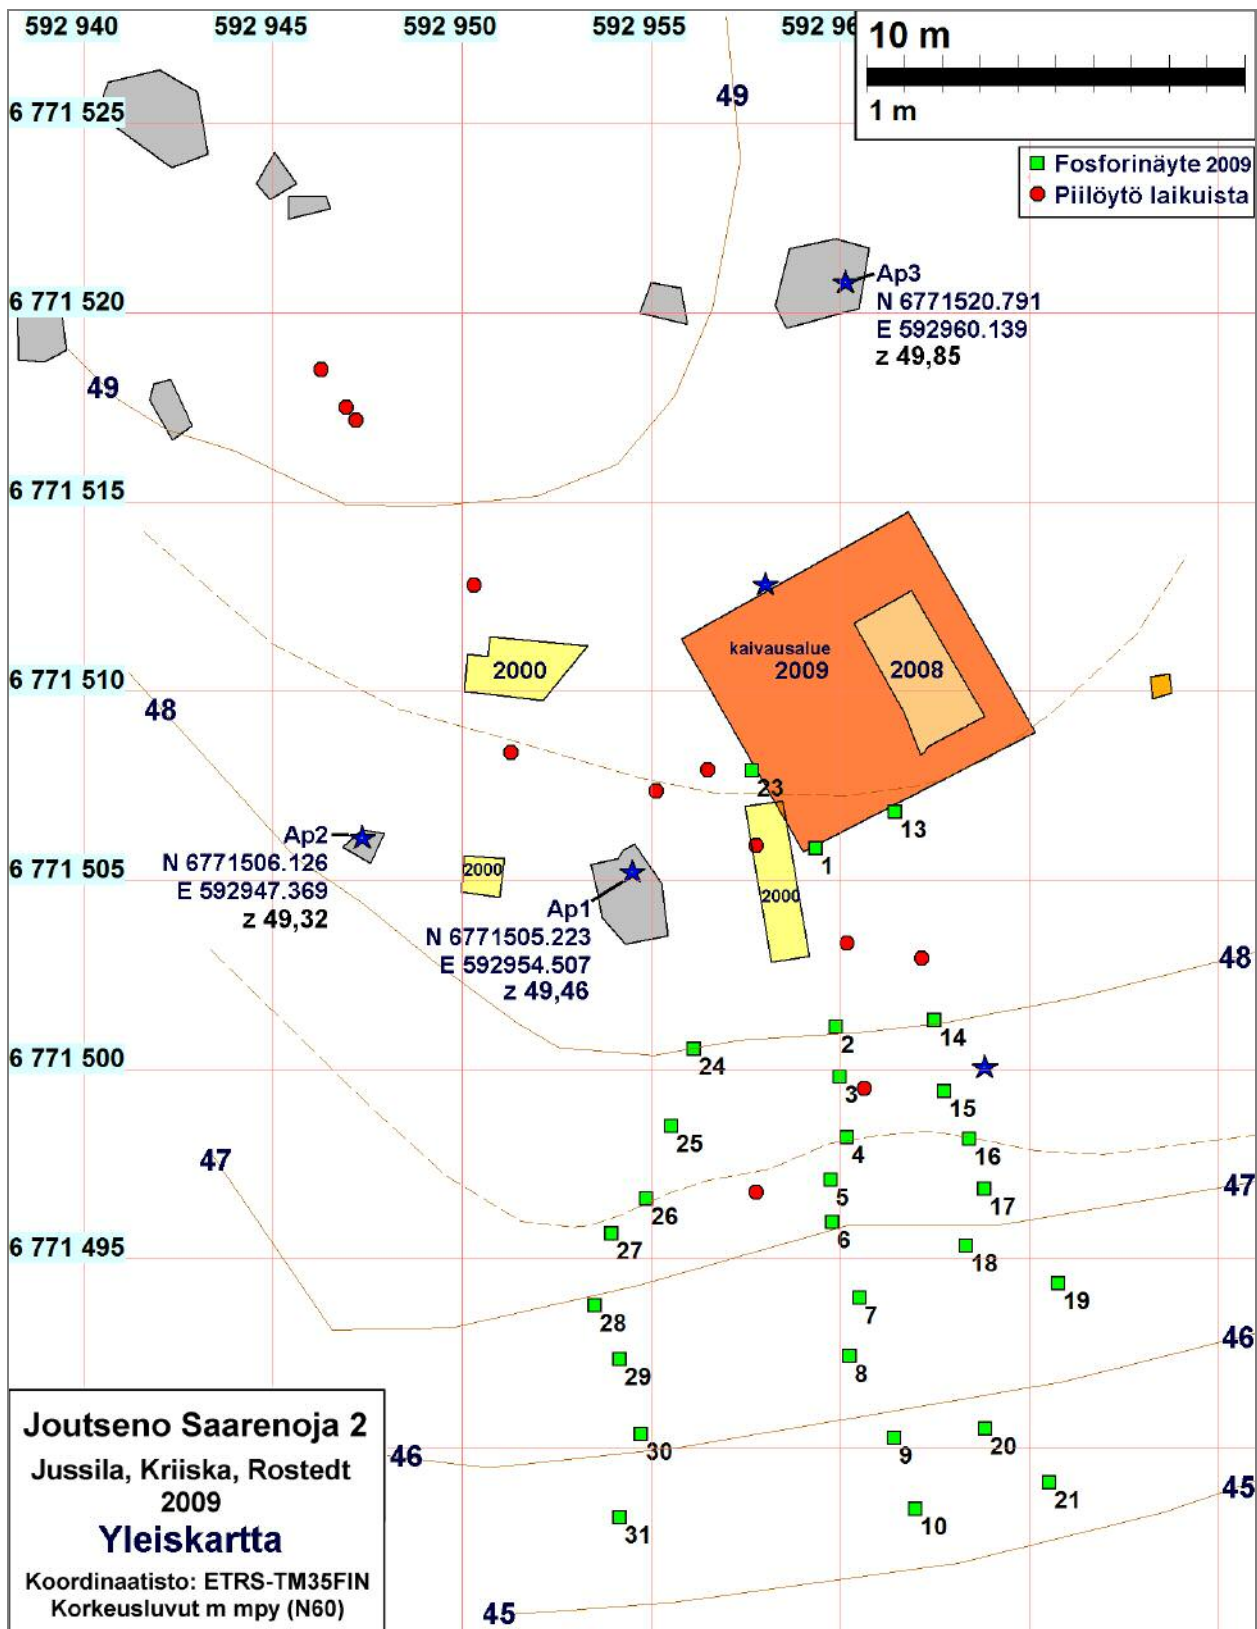 592 940 592 945 592 950 592 955 592 96
10 m
1 m
49
6 771 525
Fosforinäyte 2009
Piilöytö laikuista
Ap3
N 6771520.791
E 592960.139
z 49,85
6 771 520
49
6 771 515
kaivausalue
2009
2008
2000
6 771 510
48
23
13
1
Ap2
N 6771506.126
E 592947.369
z 49,32
6 771 505
2000
2000
Ap1
N 6771505.223
E 592954.507
z 49,46
48
14
2
24
6 771 500
3
15
25
4
16
47
5
17
47
26
6
27
18
6 771 495
19
7
28
8
29
46
20
9
30
46
21
45
10
31
45
Joutseno Saarenoja 2
Jussila, Kriiska, Rostedt
2009
Yleiskartta
Koordinaatisto: ETRS-TM35FIN
Korkeusluvut m mpy (N60)